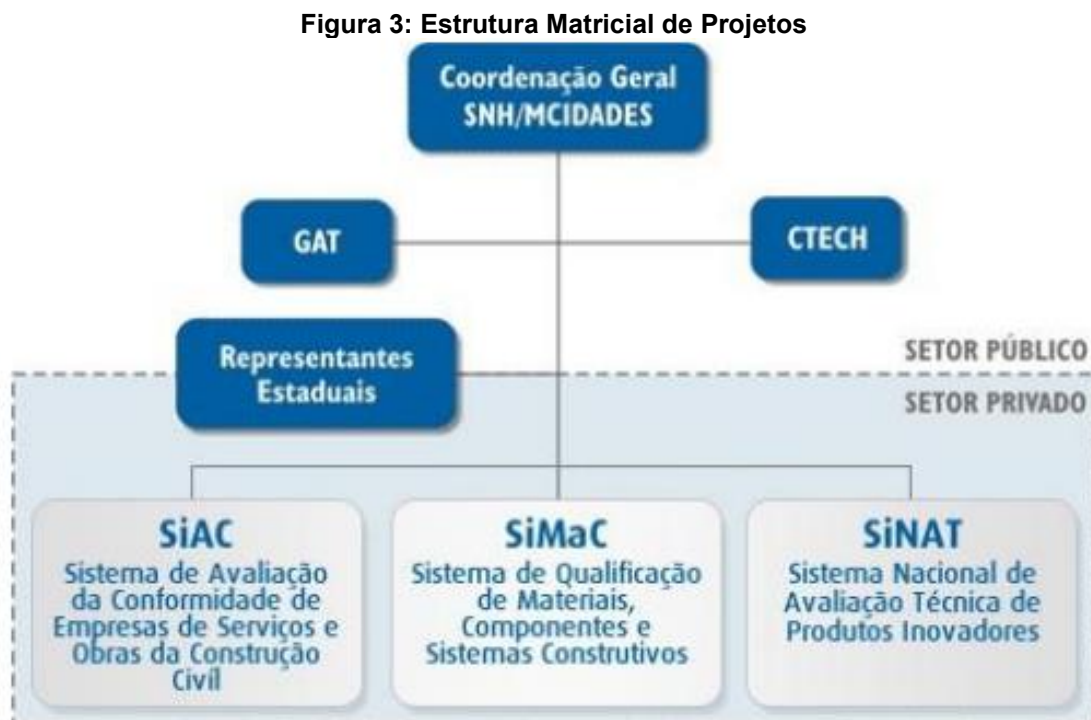 Figura 3: Estrutura Matricial de Projetos
Coordenação Geral
SNH/MCIDADES
GAT
CTECH
Representantes
Estaduais
SETOR PÚBLICO
SETOR PRIVADO
SiAC
Sistema de Avaliação
da Conformidade de
Empresas de Serviços e
Obras da Construção
Civíl
SiMaC
Sistema de Qualificação
de Materiais,
Componentes e
Sistemas Construtivos
SiNAT
Sistema Nacional de
Avaliação Técnica de
Produtos Inovadores